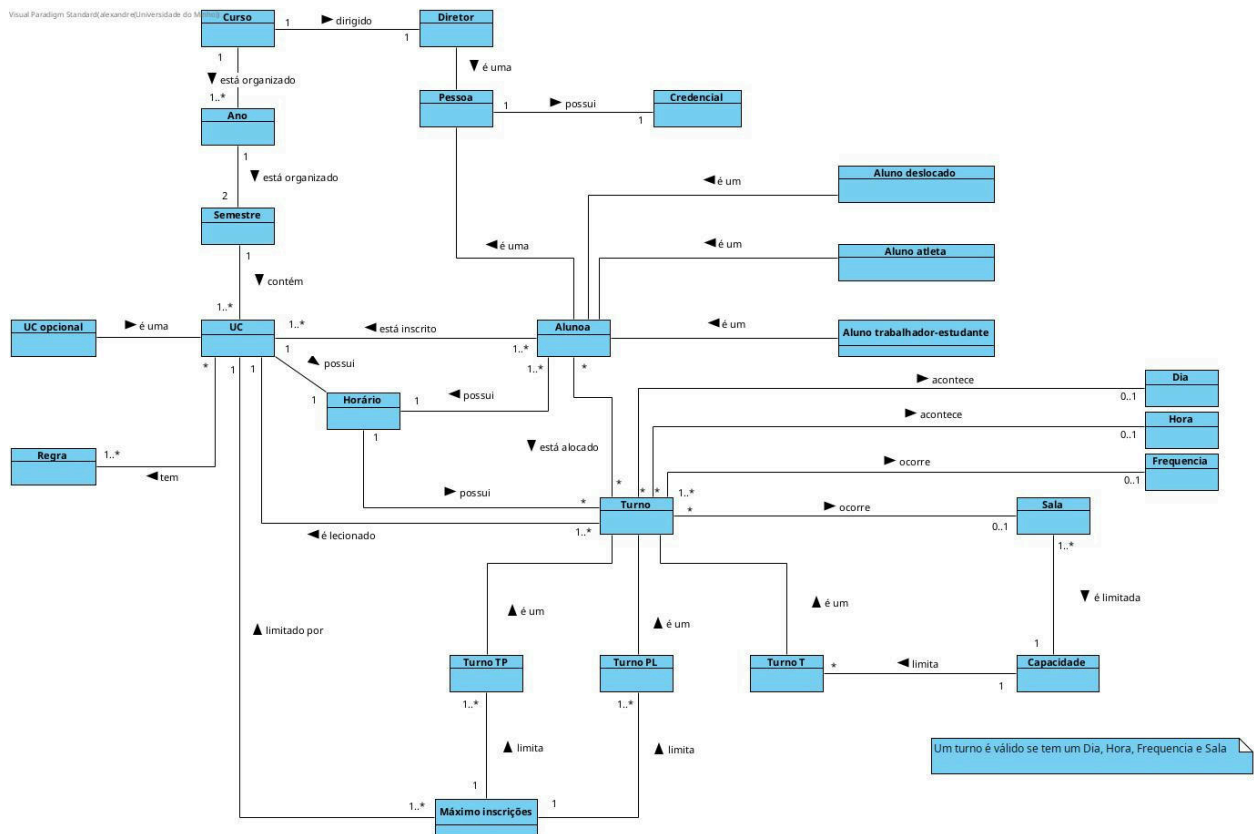 Visual Paradigm Standard(alexandre(Universidade do Minho))
Curso
1
dirigido
1
Diretor
1
está organizado
1..*
é uma
Ano
Pessoa
1
possui
1
Credencial
1
está organizado
2
Semestre
Aluno deslocado
é um
1
contém
1..*
é uma
é um
Aluno atleta
UC opcional
é uma
UC
1..*
está inscrito
1..*
Alunoa
é um
Aluno trabalhador-estudante
*
1
1
1
possui
1
Horário
1
possui
1..*
*
acontece
0..1
Dia
acontece
0..1
Hora
Regra
1..*
tem
1
está alocado
ocorre
0..1
Frequencia
possui
*
*
*
*
1..*
Turno
*
ocorre
0..1
Sala
é lecionado
1..*
1..*
é limitada
1
limitado por
é um
é um
é um
Turno TP
Turno PL
Turno T
*
limita
1
Capacidade
1..*
1..*
limita
limita
1
1
1..*
Máximo inscrições
Um turno é válido se tem um Dia, Hora, Frequencia e Sala